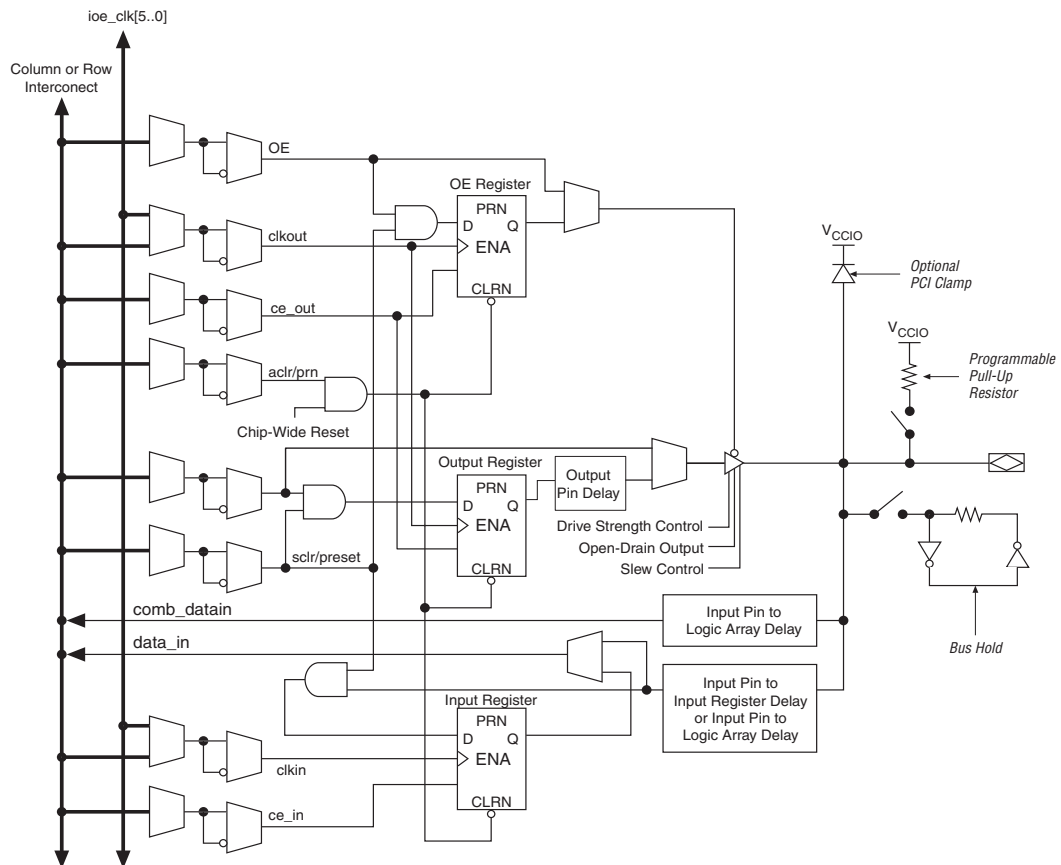 ioe_clk[5..0]
Column or Row
Interconect
OE
OE Register
PRN
D
Q
ENA
CLRN
clkout
ce_out
aclr/prn
Chip-Wide Reset
VCCIO
Optional
PCI Clamp
VCCIO
Programmable
Pull-Up
Resistor
Output Register
PRN
D
Q
ENA
CLRN
Output
Pin Delay
sclr/preset
Drive Strength Control
Open-Drain Output
Slew Control
comb_datain
Input Pin to
Logic Array Delay
Bus Hold
data_in
Input Pin to
Input Register Delay
or Input Pin to
Logic Array Delay
Input Register
PRN
D
Q
ENA
CLRN
clkin
ce_in